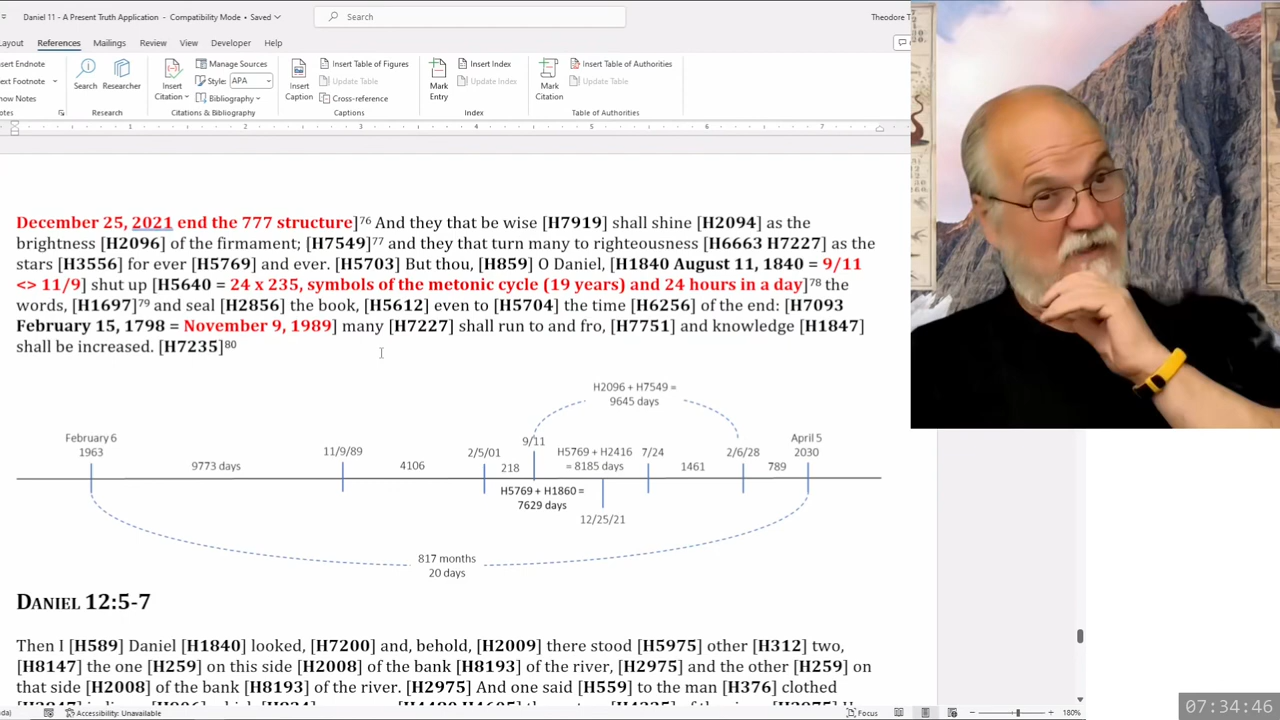 Daniel 11 - A Present Truth Application - Compatibility Mode • Saved
Search
Theodore T
Layout References Mailings Review View Developer Help
nsert Endnote
ext Footnote
how Notes
Search Researcher
Research
Insert Citation
Manage Sources
Style: APA
Bibliography
Citations & Bibliography
Insert Caption
Insert Table of Figures
Update Table
Cross-reference
Captions
Mark Entry
Insert Index
Update Index
Index
Mark Citation
Insert Table of Authorities
Update Table
Table of Authorities
1 2 3 4 5 6 7
December 25, 2021 end the 777 structure]76 And they that be wise [H7919] shall shine [H2094] as the
brightness [H2096] of the firmament; [H7549]77 and they that turn many to righteousness [H6663 H7227] as the
stars [H3556] for ever [H5769] and ever. [H5703] But thou, [H859] O Daniel, [H1840 August 11, 1840 = 9/11
<> 11/9] shut up [H5640 = 24 x 235, symbols of the metonic cycle (19 years) and 24 hours in a day]78 the
words, [H1697]79 and seal [H2856] the book, [H5612] even to [H5704] the time [H6256] of the end: [H7093
February 15, 1798 = November 9, 1989] many [H7227] shall run to and fro, [H7751] and knowledge [H1847]
shall be increased. [H7235]80
H2096 + H7549 =
9645 days
February 6
1963
9773 days
11/9/89
4106
2/5/01
218
9/11
H5769 + H2416
= 8185 days
7/24
1461
2/6/28
789
April 5
2030
H5769 + H1860 =
7629 days
12/25/21
817 months
20 days
DANIEL 12:5-7
Then I [H589] Daniel [H1840] looked, [H7200] and, behold, [H2009] there stood [H5975] other [H312] two,
[H8147] the one [H259] on this side [H2008] of the bank [H8193] of the river, [H2975] and the other [H259] on
that side [H2008] of the bank [H8193] of the river. [H2975] And one said [H559] to the man [H376] clothed
Accessibility: Unavailable
Focus
180%
07:34:46